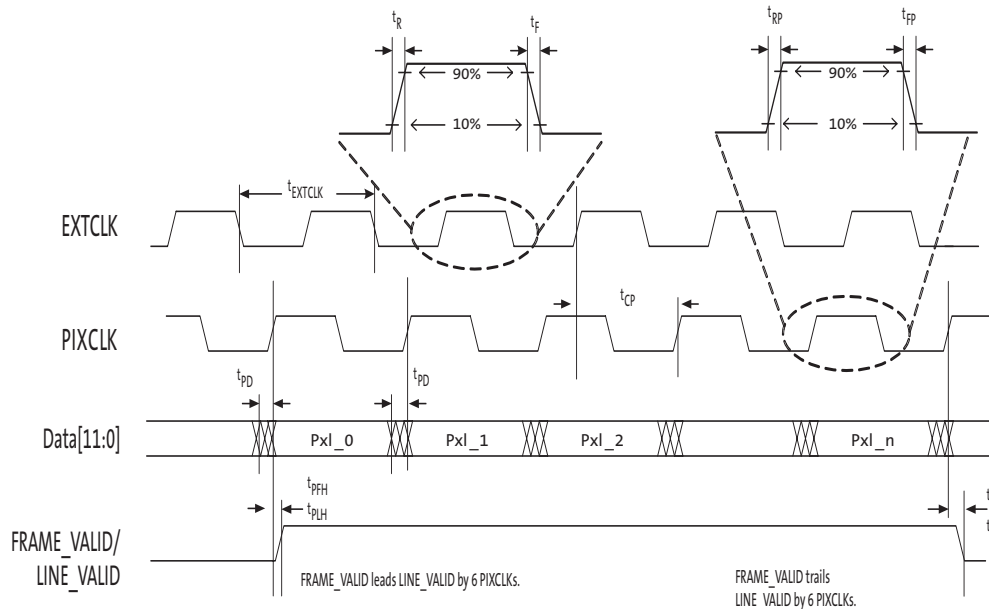 tR tF tRP tFP
90% 90%
10% 10%
tEXTCLK
EXTCLK
tCP
PIXCLK
tPD tPD
Data[11:0] Pxl_0 Pxl_1 Pxl_2 Pxl_n
tPFH
tPLH
t
t
FRAME_VALID/
LINE_VALID
FRAME_VALID leads LINE_VALID by 6 PIXCLKs.
FRAME_VALID trails
LINE_VALID by 6 PIXCLKs.